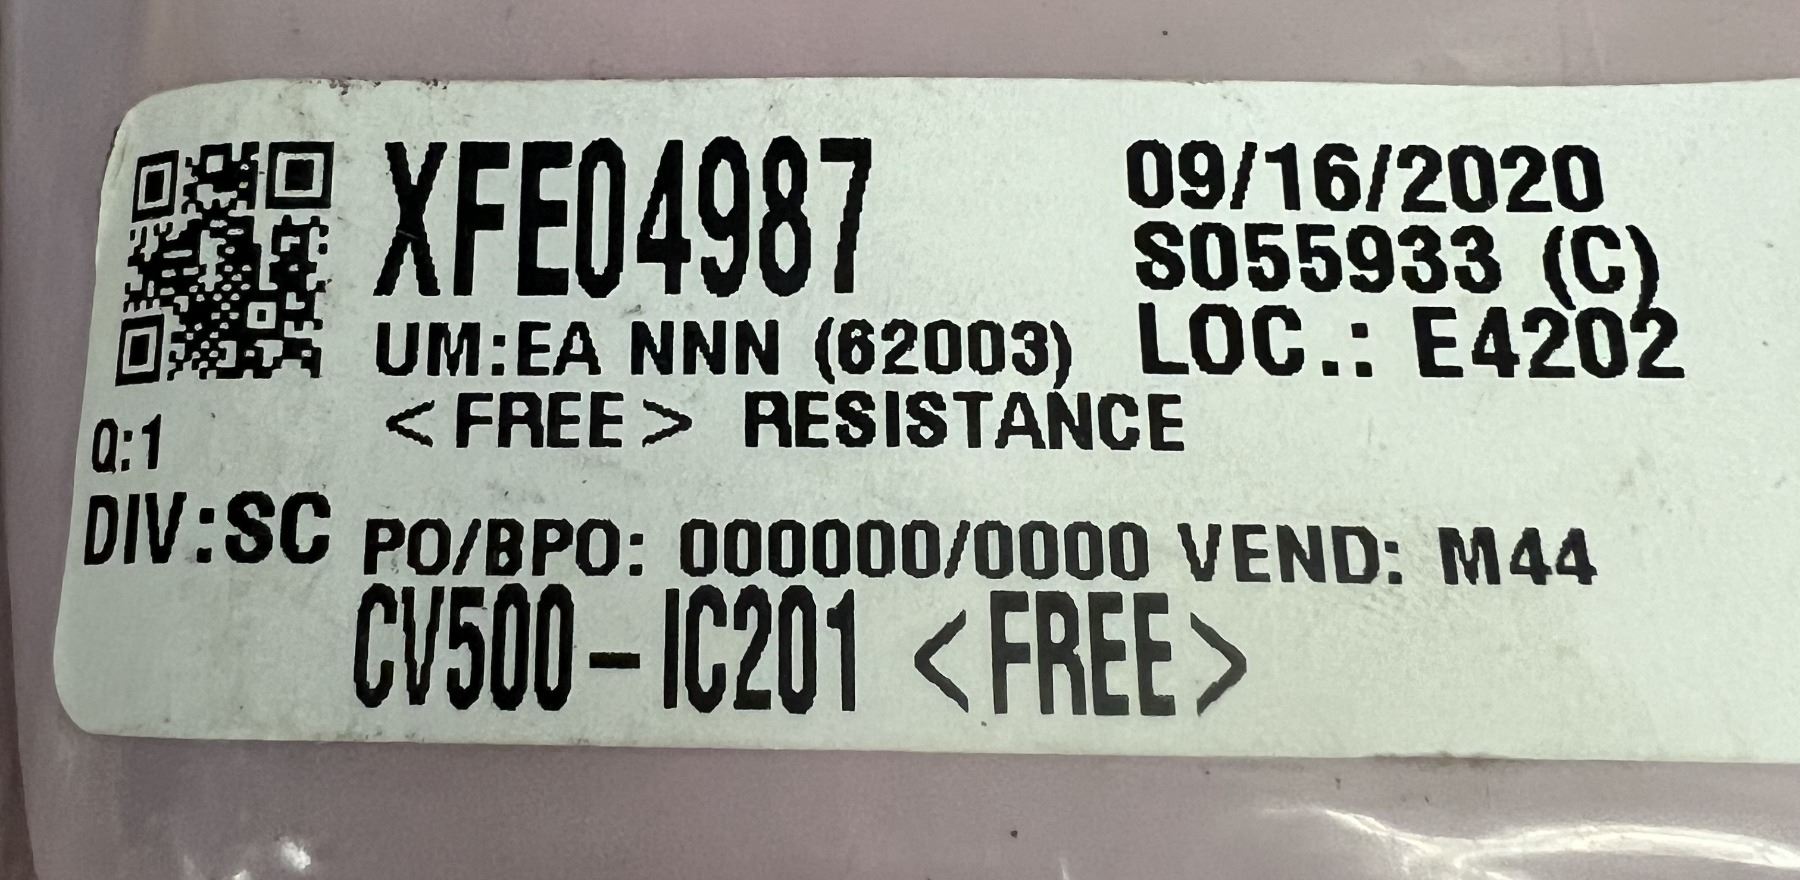 XFE04987
09/16/2020
S055933 (C)
UM:EA NNN (62003)
LOC.: E4202
<FREE> RESISTANCE
Q:1
DIV:SC
PO/BPO: 000000/0000 VEND: M44
CV500-IC201 <FREE>